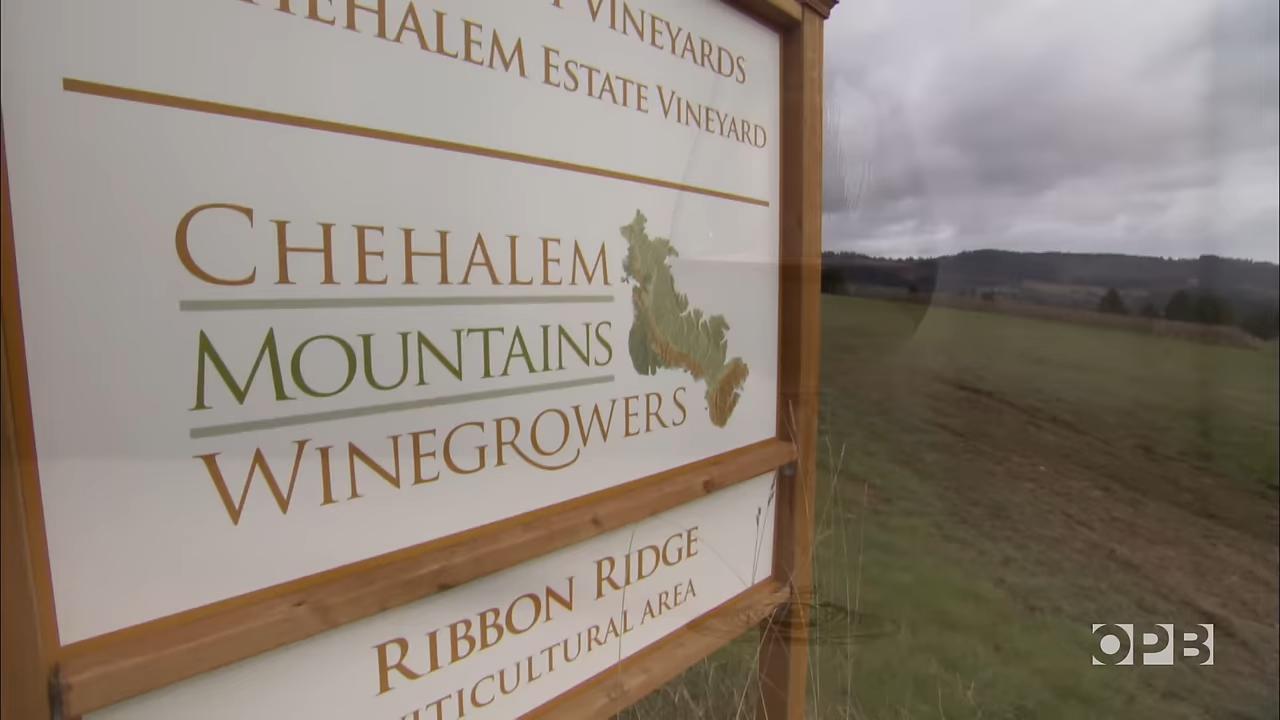 VINEYARDS
CHEHALEM ESTATE VINEYARD
CHEHALEM
MOUNTAINS
WINEGROWERS
RIBBON RIDGE
VITICULTURAL AREA
OPB